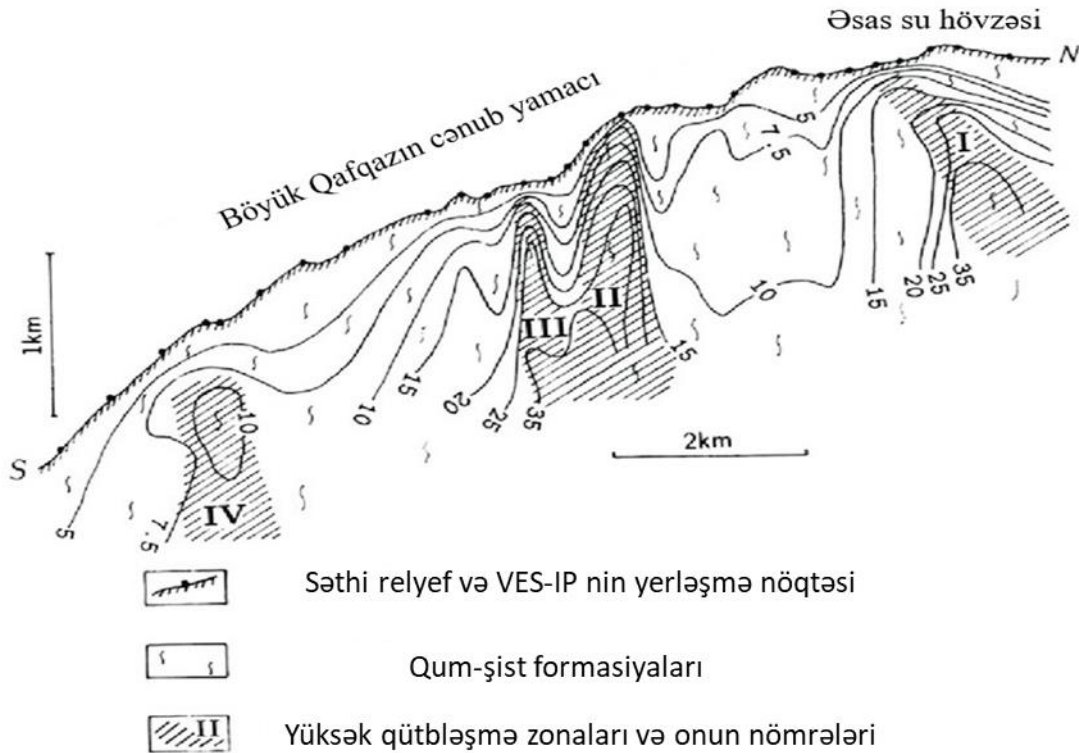 Əsas su hövzəsi
N
Böyük Qafqazın cənub yamacı
5
7.5
I
1km
II
III
10
15
20
25
35
15
10
15
20
25
35
2km
S
10
IV
5
7.5
Səthi relyef və VES-IP nin yerləşmə nöqtəsi
Qum-şist formasiyaları
II
Yüksək qütbləşmə zonaları və onun nömrələri